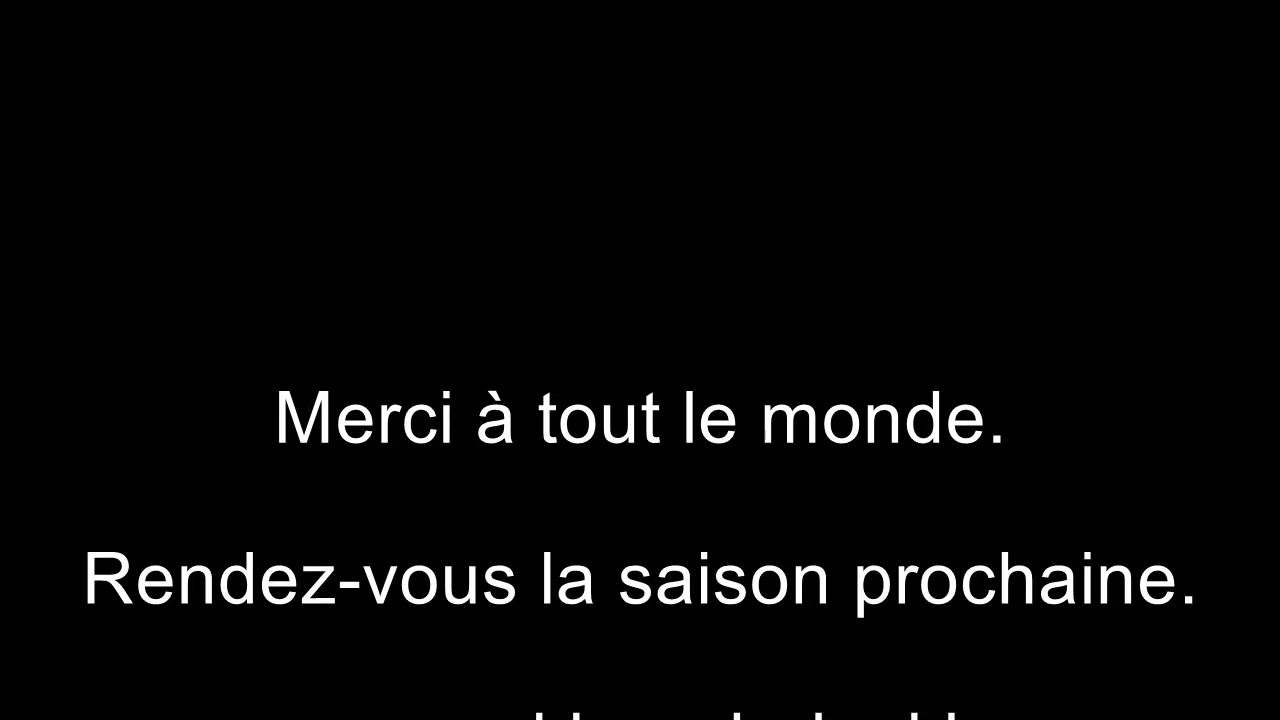 Merci à tout le monde.
Rendez-vous la saison prochaine.